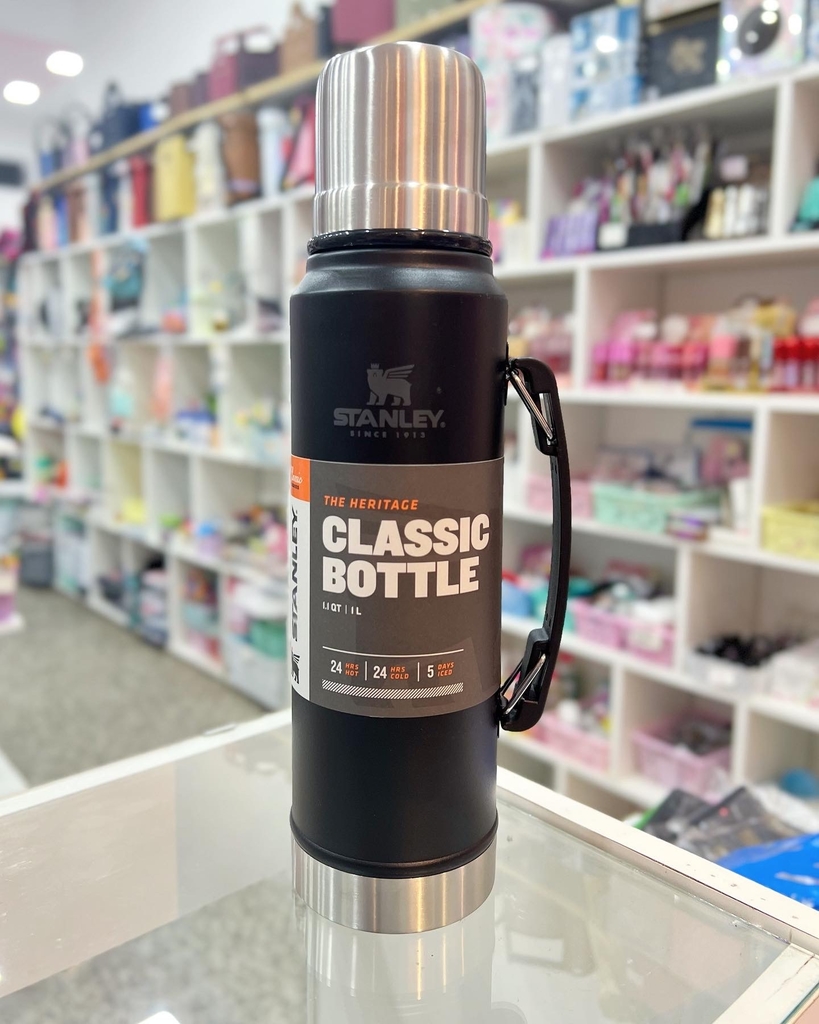 STANLEY.
SINCE 1913
THE HERITAGE
CLASSIC
BOTTLE
1.1 QT | 1 L
24 HRS HOT | 24 HRS COLD | 5 DAYS ICED
STANLEY.